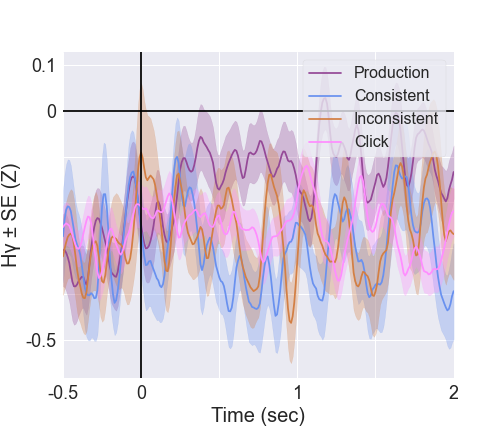 0.1
0
-0.5
Hγ ± SE (Z)
Production
Consistent
Inconsistent
Click
-0.5
0
1
2
Time (sec)